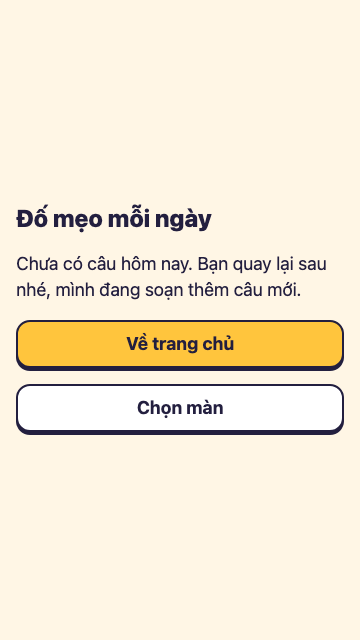 Đố mẹo mỗi ngày
Chưa có câu hôm nay. Bạn quay lại sau
nhé, mình đang soạn thêm câu mới.
Về trang chủ
Chọn màn